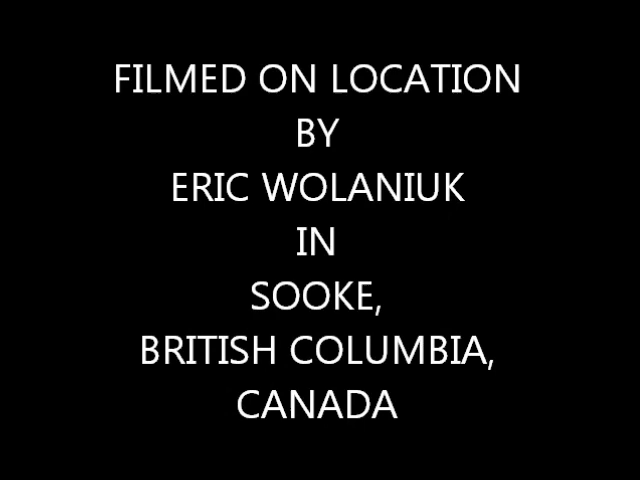 FILMED ON LOCATION
BY
ERIC WOLANIUK
IN
SOOKE,
BRITISH COLUMBIA,
CANADA